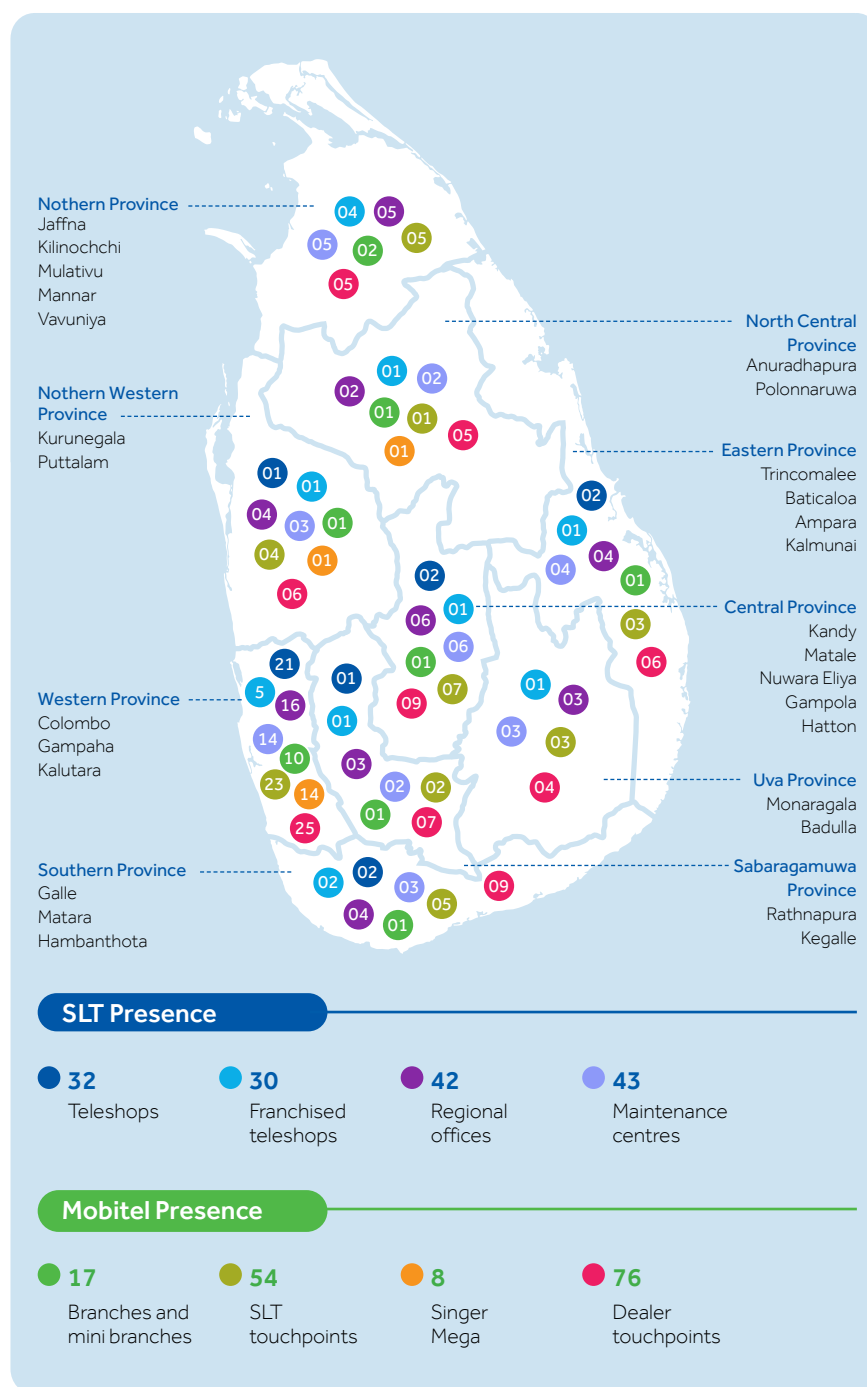 Nothern Province
Jaffna
Kilinochchi
Mulativu
Mannar
Vavuniya
04
05
05
02
05
05
North Central
Province
Anuradhapura
Polonnaruwa
01
02
02
01
01
05
01
Nothern Western
Province
Kurunegala
Puttalam
01
01
04
03
01
04
01
06
Eastern Province
Trincomalee
Baticaloa
Ampara
Kalmunai
02
01
04
04
01
03
06
Central Province
Kandy
Matale
Nuwara Eliya
Gampola
Hatton
02
01
06
06
01
07
09
Western Province
Colombo
Gampaha
Kalutara
21
5
16
14
10
23
14
25
01
01
03
02
02
01
07
Uva Province
Monaragala
Badulla
01
03
03
03
04
Southern Province
Galle
Matara
Hambanthota
02
02
03
09
05
04
01
Sabaragamuwa
Province
Rathnapura
Kegalle
SLT Presence
32
Teleshops
30
Franchised
teleshops
42
Regional
offices
43
Maintenance
centres
Mobitel Presence
17
Branches and
mini branches
54
SLT
touchpoints
8
Singer
Mega
76
Dealer
touchpoints